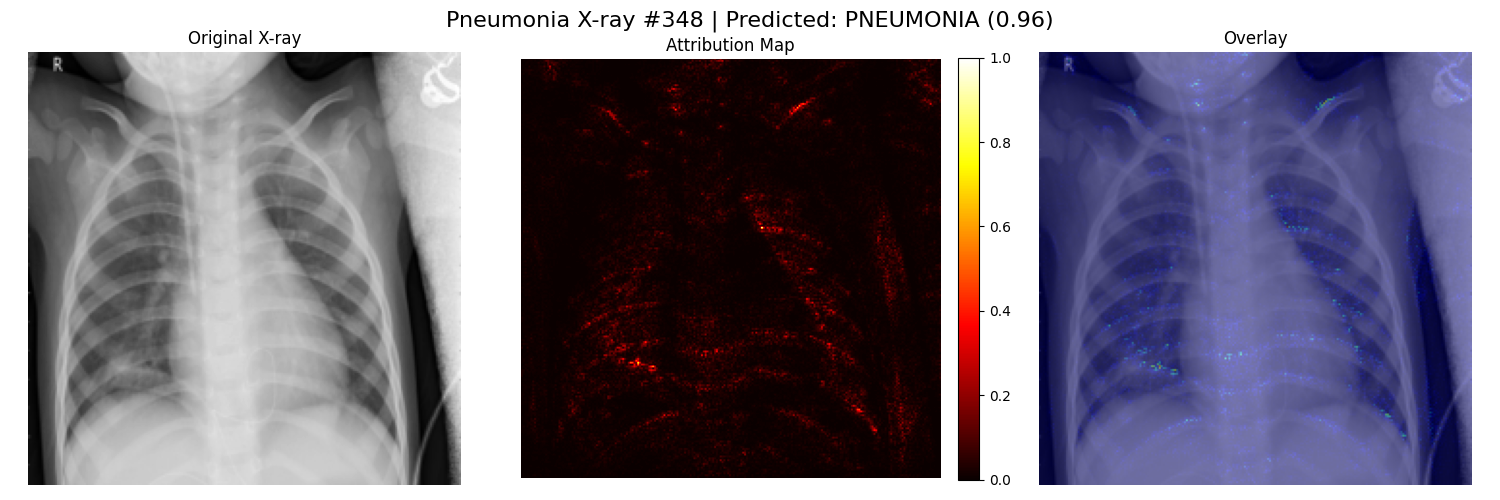 Pneumonia X-ray #348 | Predicted: PNEUMONIA (0.96)
Original X-ray
Attribution Map
Overlay
R
1.0
0.8
0.6
0.4
0.2
0.0
R